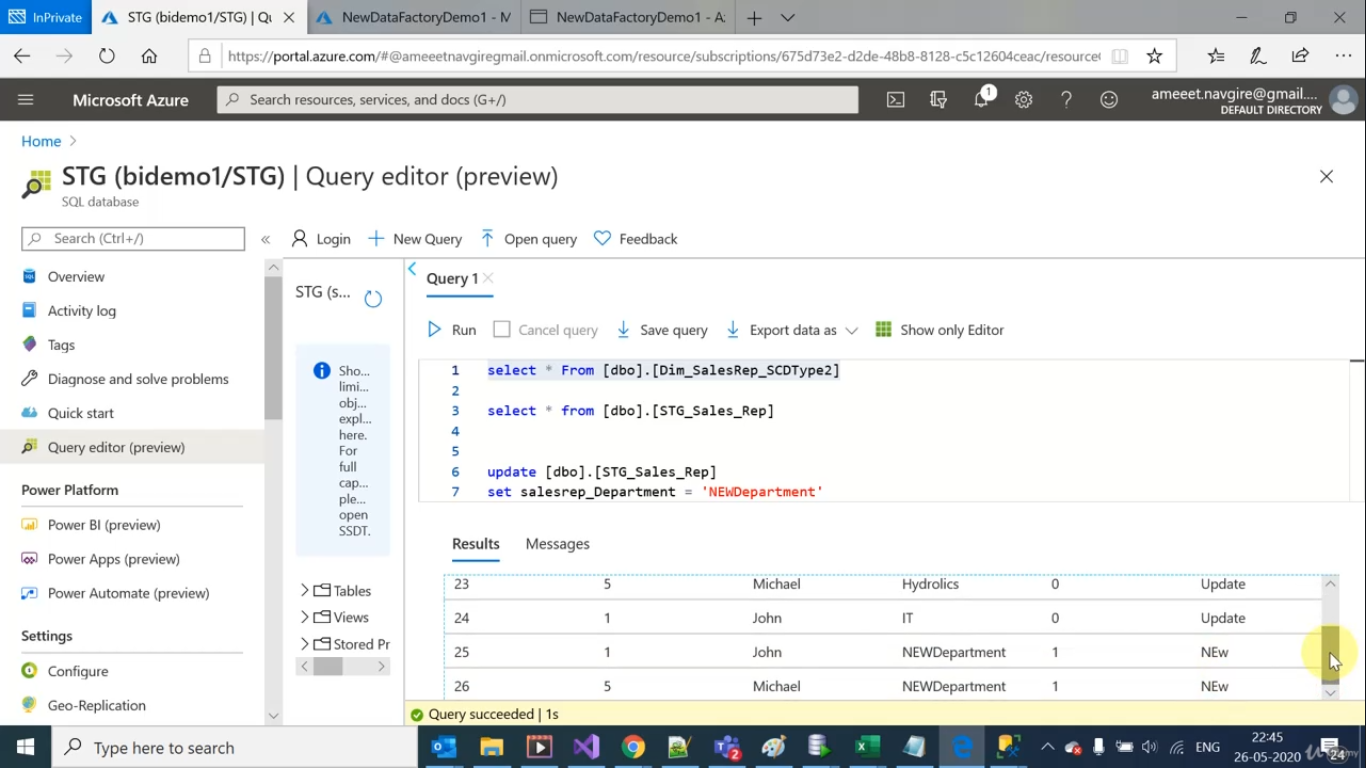 InPrivate STG (bidemo1/STG) | Qu NewDataFactoryDemo1 - M NewDataFactoryDemo1 - A
https://portal.azure.com/#@ameeetnavgiregmail.onmicrosoft.com/resource/subscriptions/675d73e2-d2de-48b8-8128-c5c12604ceac/resource
Microsoft Azure Search resources, services, and docs (G+/) 1 ameeet.navgire@gmail....
DEFAULT DIRECTORY
Home
STG (bidemo1/STG) | Query editor (preview)
SQL database
Search (Ctrl+/) « Login New Query Open query Feedback
Overview
Activity log
Tags
Diagnose and solve problems
Quick start
Query editor (preview)
Power Platform
Power BI (preview)
Power Apps (preview)
Power Automate (preview)
Settings
Configure
Geo-Replication
STG (s...
Sho...
limi...
obj...
expl...
here.
For
full
cap...
ple...
open
SSDT.
Tables
Views
Stored Pr
Query 1
Run Cancel query Save query Export data as Show only Editor
1 select * From [dbo].[Dim_SalesRep_SCDType2]
2
3 select * from [dbo].[STG_Sales_Rep]
4
5
6 update [dbo].[STG_Sales_Rep]
7 set salesrep_Department = 'NEWDepartment'
Results Messages
23 5 Michael Hydrolics 0 Update
24 1 John IT 0 Update
25 1 John NEWDepartment 1 NEw
26 5 Michael NEWDepartment 1 NEw
Query succeeded | 1s
Type here to search 2 ENG 22:45
26-05-2020 24